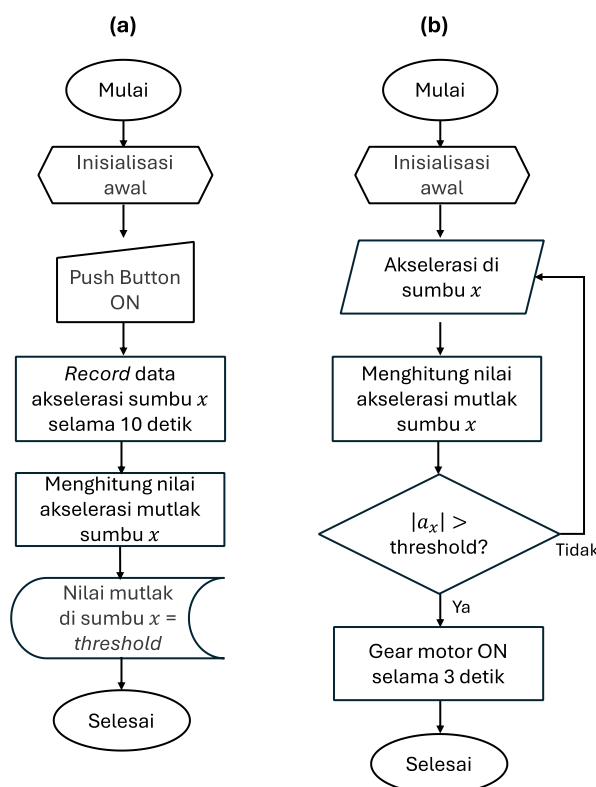 (a)
Mulai
Inisialisasi
awal
Push Button
ON
Record data
akselerasi sumbu x
selama 10 detik
Menghitung nilai
akselerasi mutlak
sumbu x
Nilai mutlak
di sumbu x =
threshold
Selesai
(b)
Mulai
Inisialisasi
awal
Akselerasi di
sumbu x
Menghitung nilai
akselerasi mutlak
sumbu x
|aₓ| >
threshold?
Tidak
Ya
Gear motor ON
selama 3 detik
Selesai